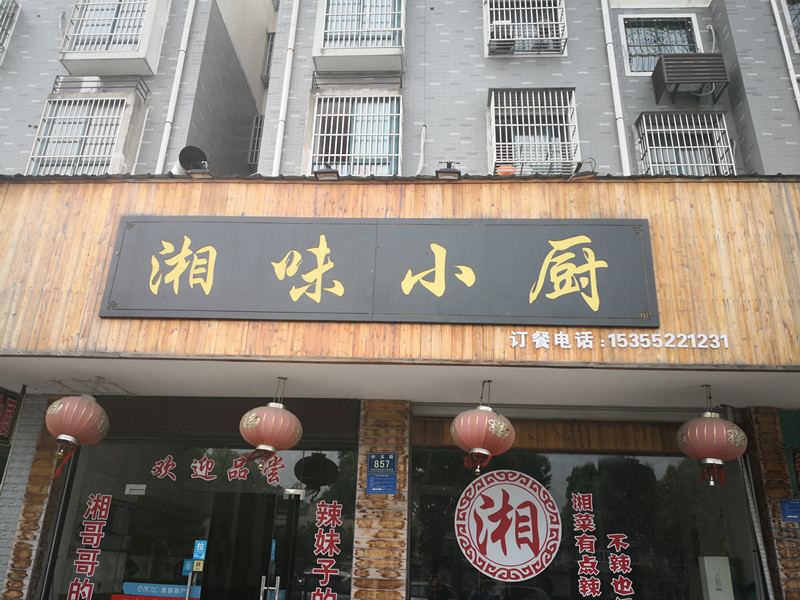 湘味小厨
订餐电话:15355221231
欢迎品尝
857
湘哥哥的
辣妹子的
湘
湘菜有点辣
不辣也
拉